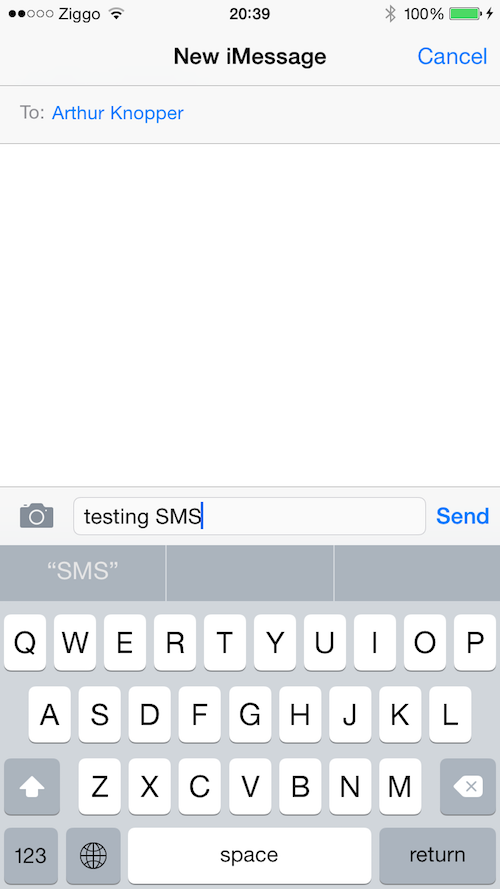 Ziggo 20:39 100%
New iMessage Cancel
To: Arthur Knopper
testing SMS Send
“SMS”
Q W E R T Y U I O P
A S D F G H J K L
Z X C V B N M
123 space return